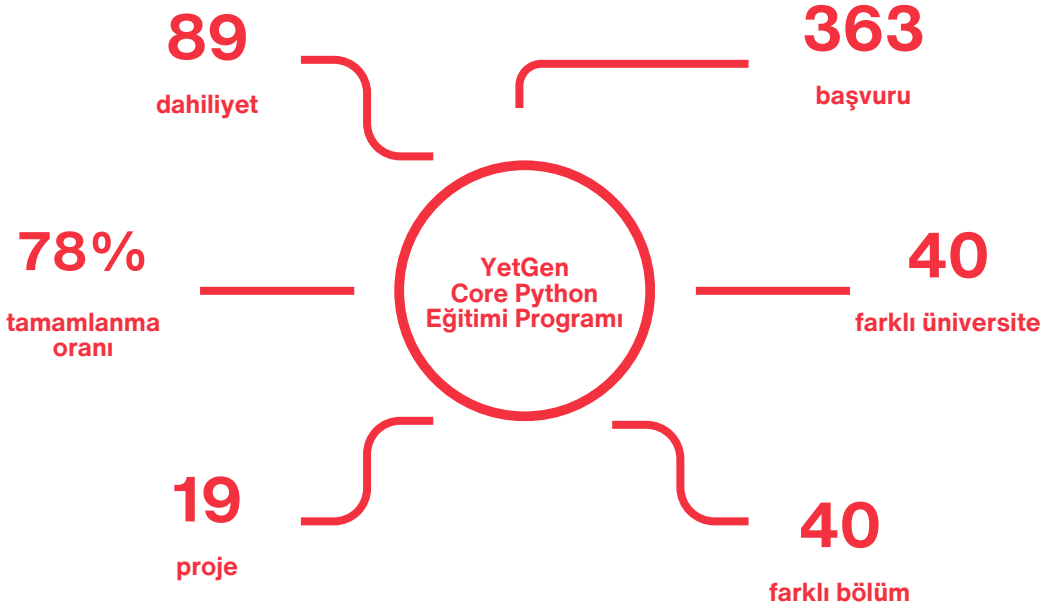 89
dahiliyet
363
başvuru
78%
tamamlanma
oranı
YetGen
Core Python
Eğitimi Programı
40
farklı üniversite
19
proje
40
farklı bölüm